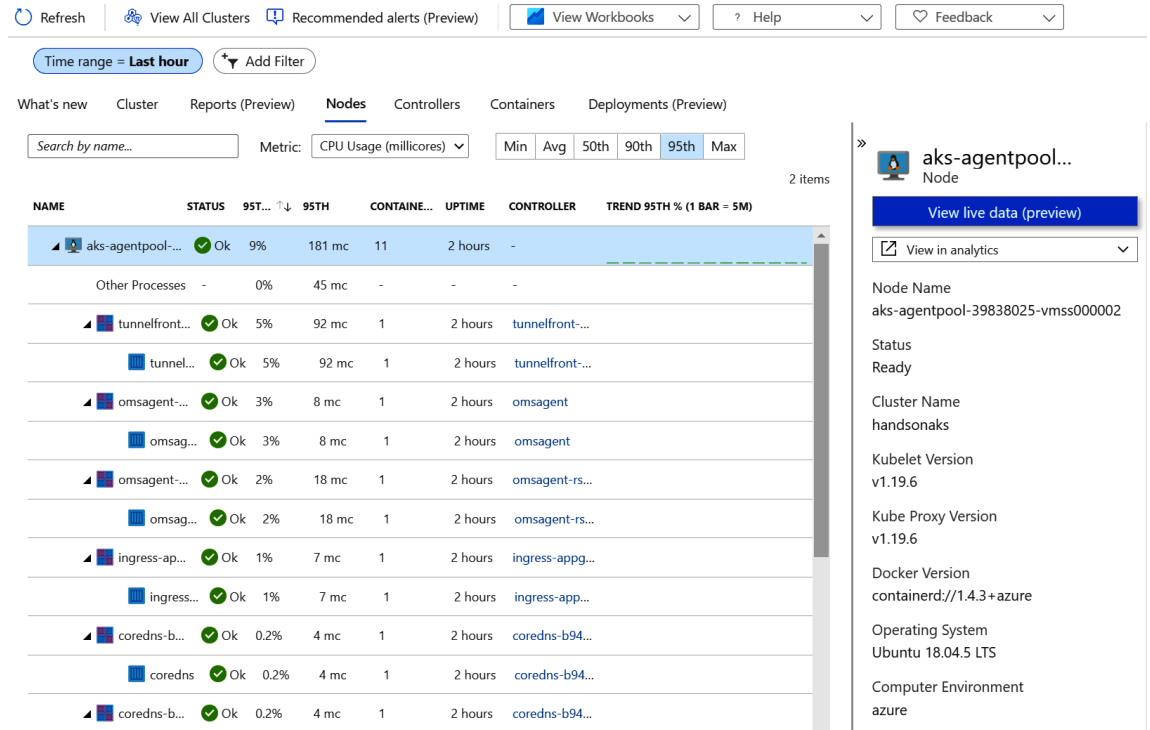 Refresh View All Clusters Recommended alerts (Preview) View Workbooks ? Help Feedback
Time range = Last hour Add Filter
What's new Cluster Reports (Preview) Nodes Controllers Containers Deployments (Preview)
Search by name... Metric: CPU Usage (millicores) Min Avg 50th 90th 95th Max
2 items
NAME STATUS 95T... ↑↓ 95TH CONTAINE... UPTIME CONTROLLER TREND 95TH % (1 BAR = 5M)
aks-agentpool-... Ok 9% 181 mc 11 2 hours -
Other Processes - 0% 45 mc - - -
tunnelfront... Ok 5% 92 mc 1 2 hours tunnelfront-...
tunnel... Ok 5% 92 mc 1 2 hours tunnelfront-...
omsagent-... Ok 3% 8 mc 1 2 hours omsagent
omsag... Ok 3% 8 mc 1 2 hours omsagent
omsagent-... Ok 2% 18 mc 1 2 hours omsagent-rs...
omsag... Ok 2% 18 mc 1 2 hours omsagent-rs...
ingress-ap... Ok 1% 7 mc 1 2 hours ingress-appg...
ingress... Ok 1% 7 mc 1 2 hours ingress-app...
coredns-b... Ok 0.2% 4 mc 1 2 hours coredns-b94...
coredns Ok 0.2% 4 mc 1 2 hours coredns-b94...
coredns-b... Ok 0.2% 4 mc 1 2 hours coredns-b94...
»
aks-agentpool...
Node
View live data (preview)
View in analytics
Node Name
aks-agentpool-39838025-vmss000002
Status
Ready
Cluster Name
handsonaks
Kubelet Version
v1.19.6
Kube Proxy Version
v1.19.6
Docker Version
containerd://1.4.3+azure
Operating System
Ubuntu 18.04.5 LTS
Computer Environment
azure